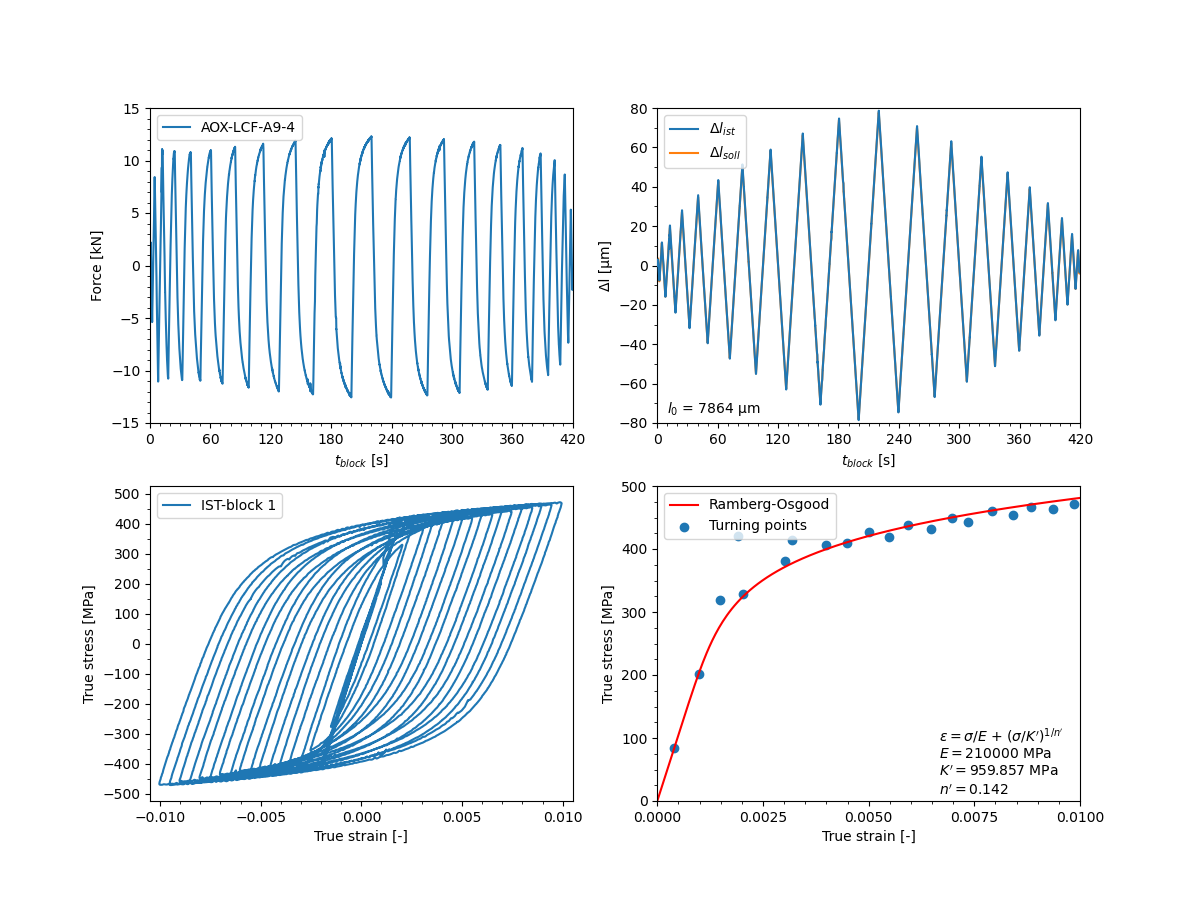 15
10
5
0
−5
−10
−15
Force [kN]
AOX-LCF-A9-4
0 60 120 180 240 300 360 420
t_block [s]
80
60
40
20
0
−20
−40
−60
−80
Δl [µm]
Δl_ist
Δl_soll
l_0 = 7864 µm
0 60 120 180 240 300 360 420
t_block [s]
500
400
300
200
100
0
−100
−200
−300
−400
−500
True stress [MPa]
IST-block 1
−0.010 −0.005 0.000 0.005 0.010
True strain [-]
500
400
300
200
100
0
True stress [MPa]
Ramberg-Osgood
Turning points
ε = σ/E + (σ/K′)^1/n′
E = 210000 MPa
K′ = 959.857 MPa
n′ = 0.142
0.0000 0.0025 0.0050 0.0075 0.0100
True strain [-]